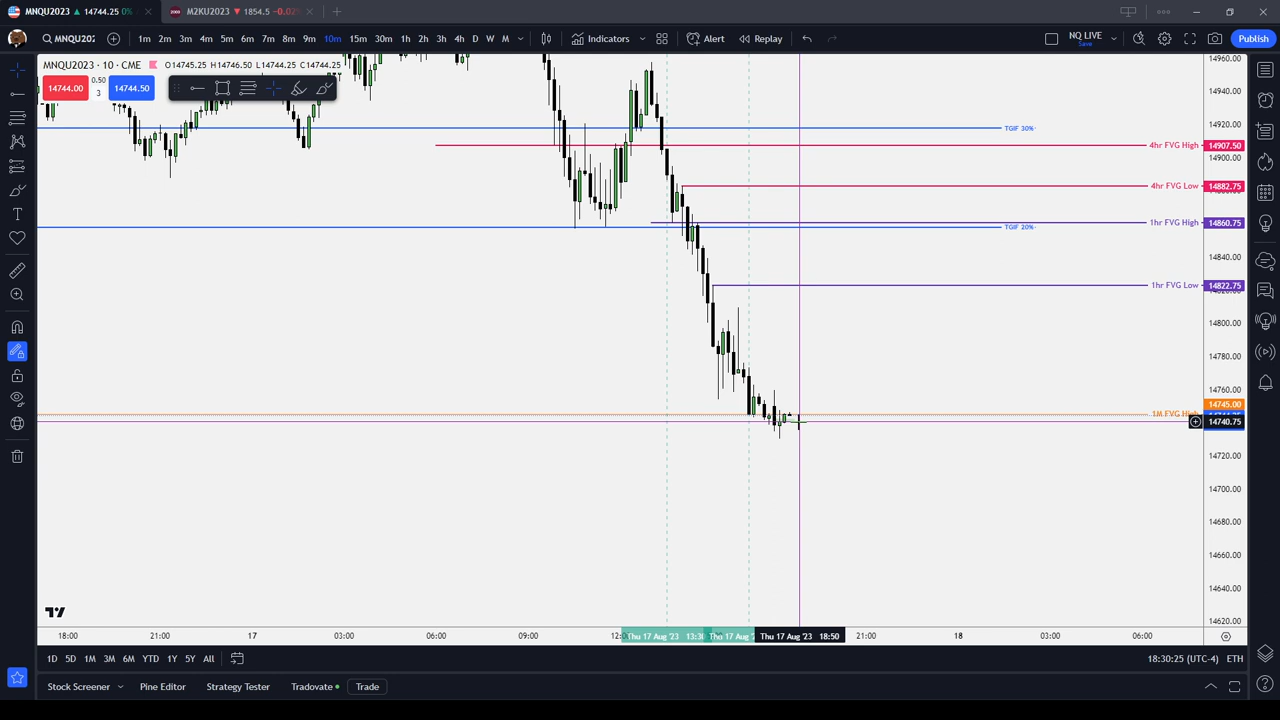 MNQU2023 ▲ 14744.25 0%
M2KU2023 ▼ 1854.5 −0.02%
MNQU202
1m 2m 3m 4m 5m 6m 7m 8m 9m 10m 15m 30m 1h 2h 3h 4h D W M
Indicators
Alert
Replay
NQ LIVE
Save
Publish
MNQU2023 · 10 · CME
O14745.25 H14746.50 L14744.25 C14744.25
14744.00
0.50
3
14744.50
14960.00
14940.00
14920.00
TGIF 30%
4hr FVG High 14907.50
14900.00
4hr FVG Low 14882.75
1hr FVG High 14860.75
TGIF 20%
14840.00
1hr FVG Low 14822.75
14800.00
14780.00
14760.00
14745.00
1M FVG High
14740.75
14720.00
14700.00
14680.00
14660.00
14640.00
14620.00
18:00 21:00 17 03:00 06:00 09:00 Thu 17 Aug '23 Thu 17 Aug '23 18:50 21:00 18 03:00 06:00
1D 5D 1M 3M 6M YTD 1Y 5Y All
18:30:25 (UTC-4) ETH
Stock Screener Pine Editor Strategy Tester Tradovate Trade